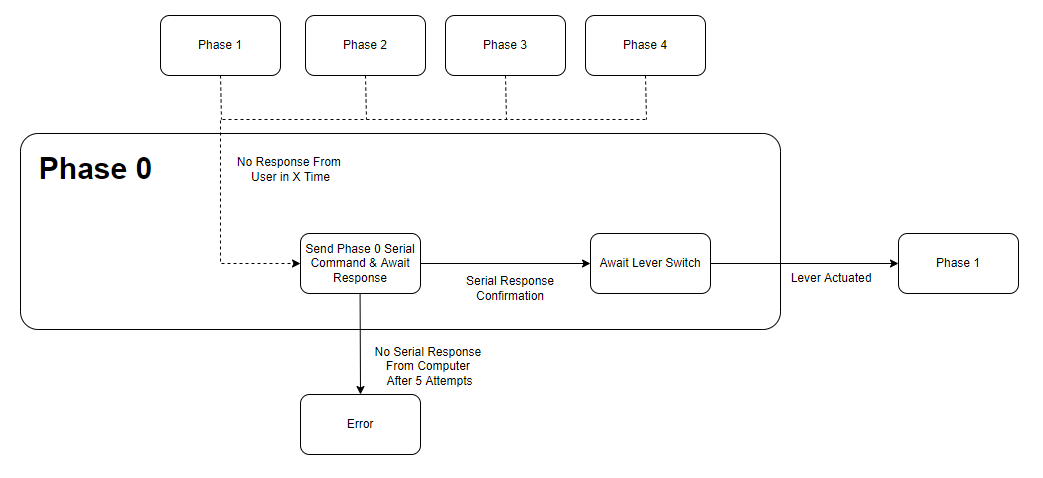 Phase 1
Phase 2
Phase 3
Phase 4
Phase 0
No Response From
User in X Time
Send Phase 0 Serial
Command & Await
Response
Serial Response
Confirmation
Await Lever Switch
Lever Actuated
Phase 1
No Serial Response
From Computer
After 5 Attempts
Error